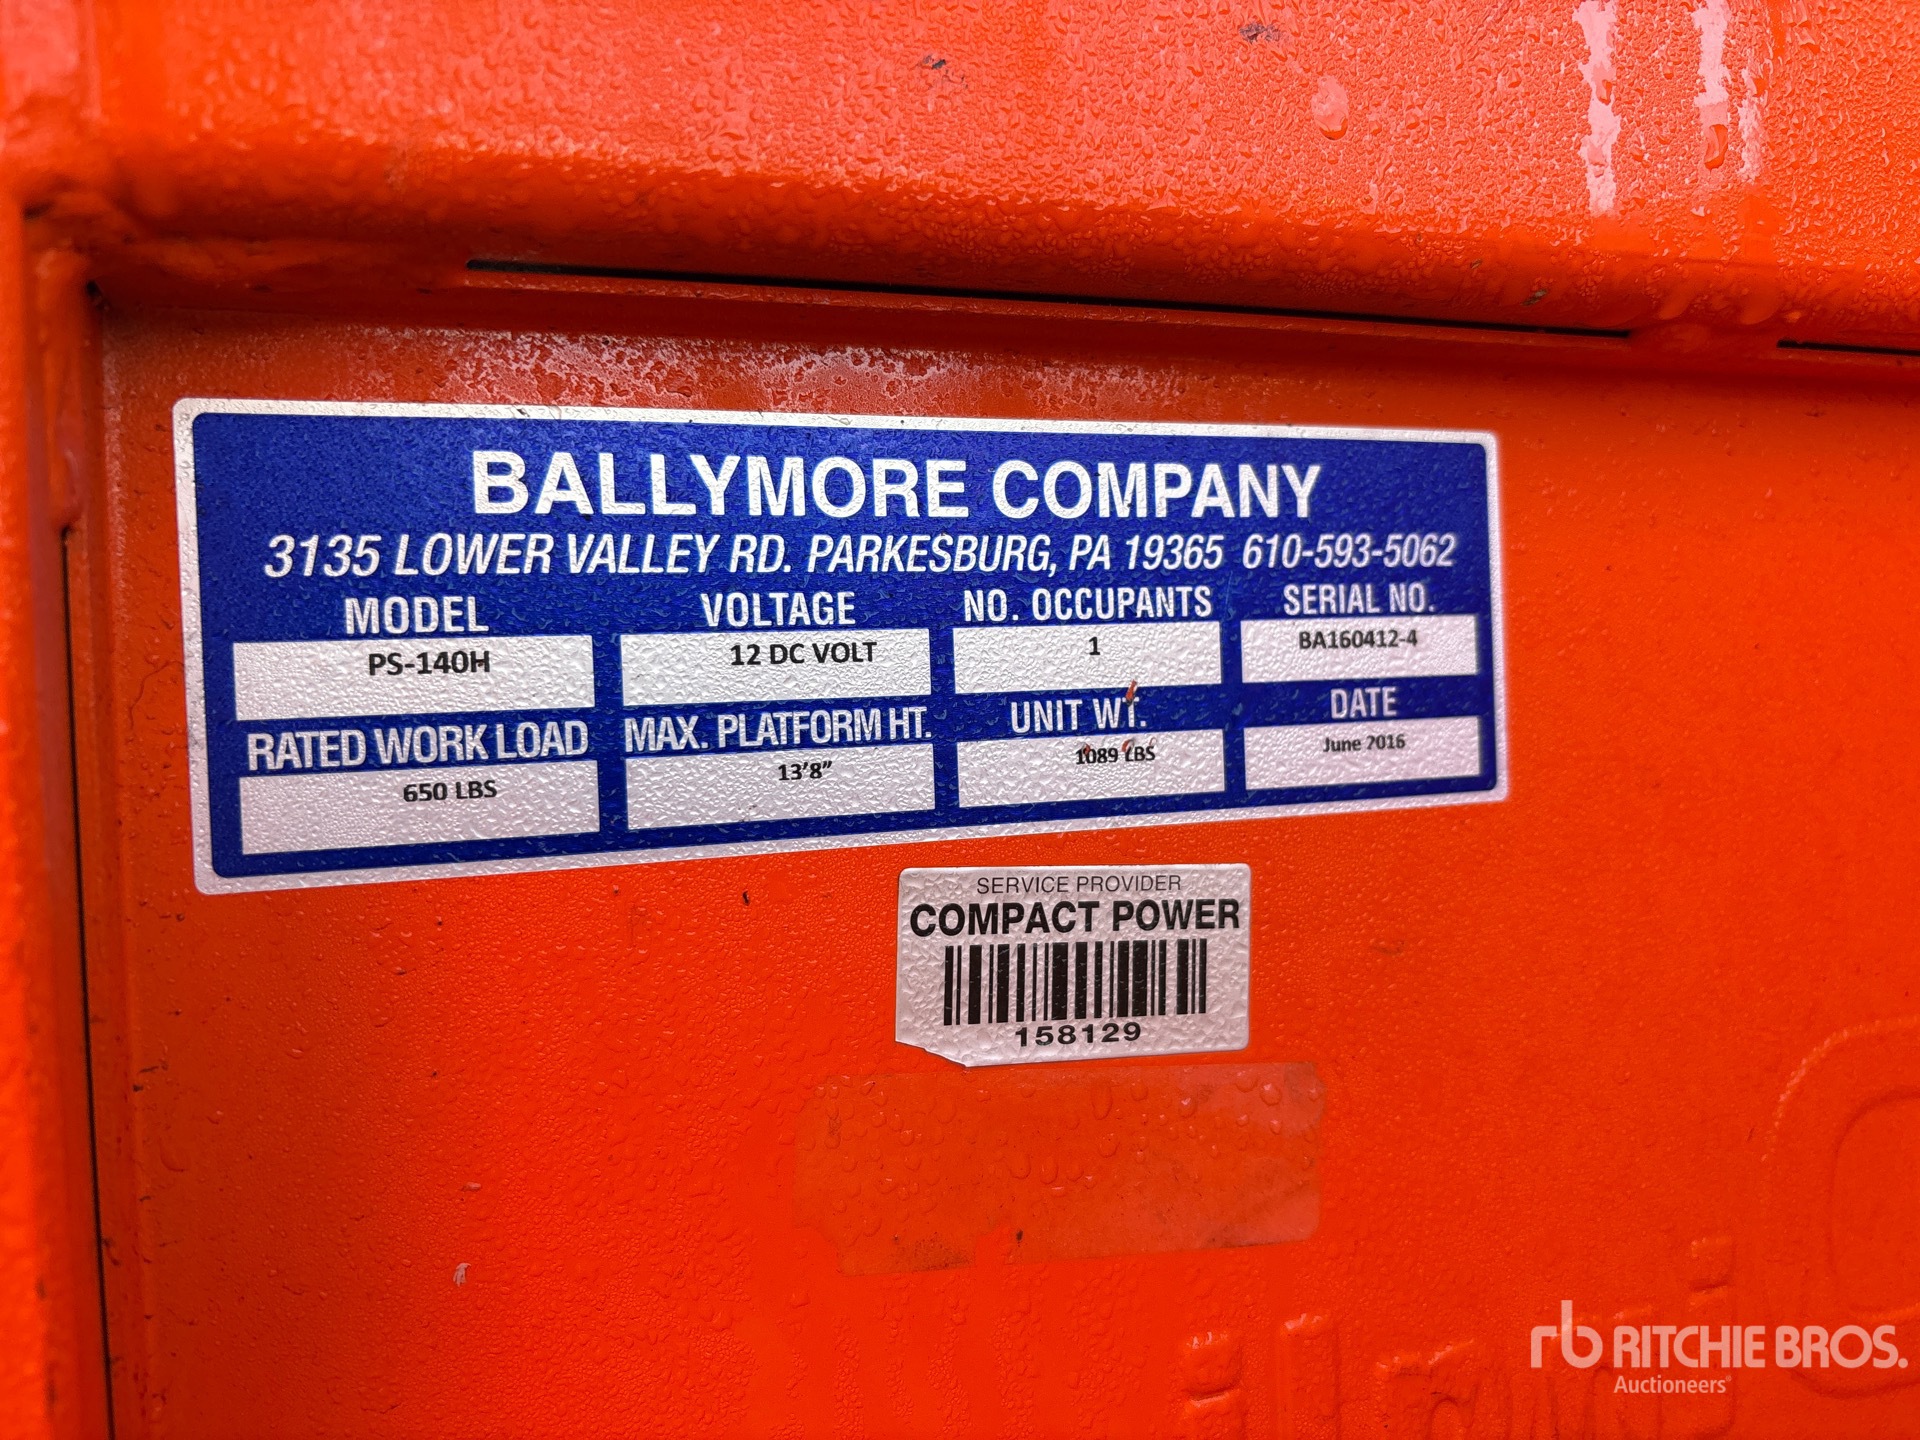 BALLYMORE COMPANY
3135 LOWER VALLEY RD. PARKESBURG, PA 19365 610-593-5062
MODEL VOLTAGE NO. OCCUPANTS SERIAL NO.
PS-140H 12 DC VOLT 1 BA160412-4
RATED WORK LOAD MAX. PLATFORM HT. UNIT WT. DATE
650 LBS 13'8" 1089 LBS June 2016
SERVICE PROVIDER
COMPACT POWER
158129
rb RITCHIE BROS.
Auctioneers